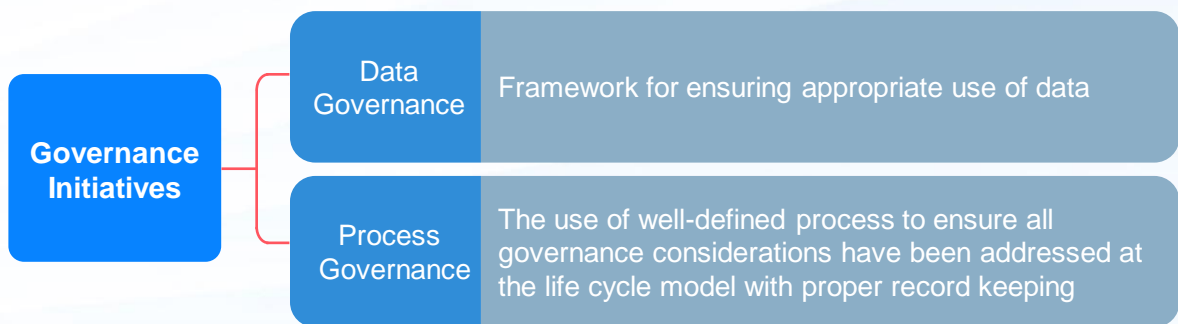 Governance
Initiatives
Data
Governance
Framework for ensuring appropriate use of data
Process
Governance
The use of well-defined process to ensure all
governance considerations have been addressed at
the life cycle model with proper record keeping